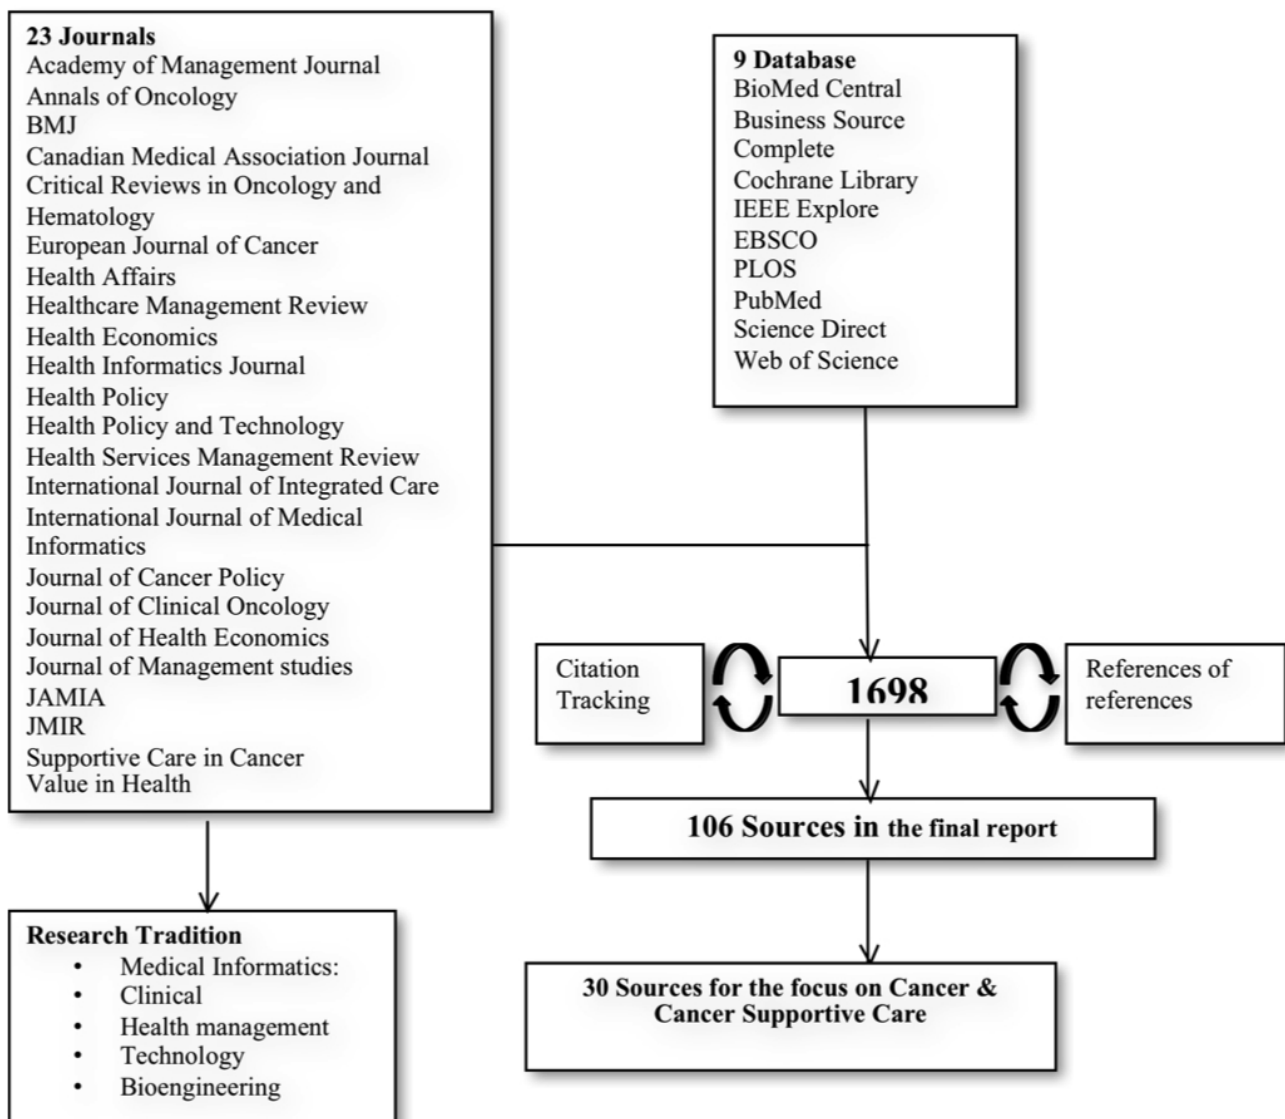 23 Journals
Academy of Management Journal
Annals of Oncology
BMJ
Canadian Medical Association Journal
Critical Reviews in Oncology and
Hematology
European Journal of Cancer
Health Affairs
Healthcare Management Review
Health Economics
Health Informatics Journal
Health Policy
Health Policy and Technology
Health Services Management Review
International Journal of Integrated Care
International Journal of Medical
Informatics
Journal of Cancer Policy
Journal of Clinical Oncology
Journal of Health Economics
Journal of Management studies
JAMIA
JMIR
Supportive Care in Cancer
Value in Health
9 Database
BioMed Central
Business Source
Complete
Cochrane Library
IEEE Explore
EBSCO
PLOS
PubMed
Science Direct
Web of Science
Citation
Tracking
1698
References of
references
106 Sources in the final report
30 Sources for the focus on Cancer &
Cancer Supportive Care
Research Tradition
• Medical Informatics:
• Clinical
• Health management
• Technology
• Bioengineering